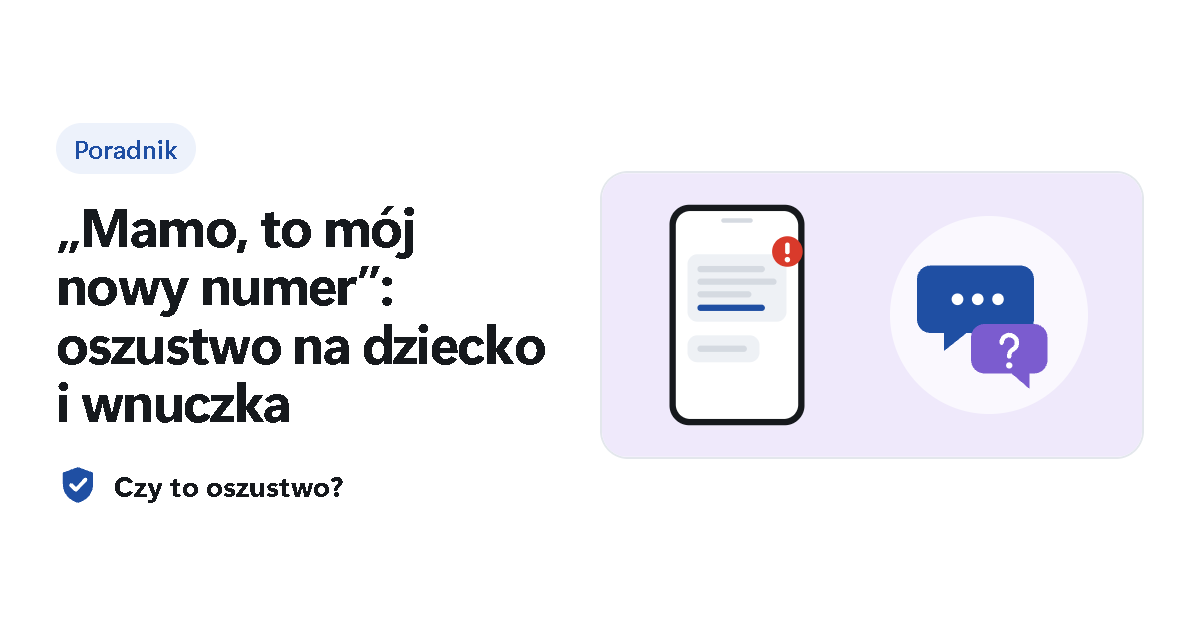 Poradnik
„Mamo, to mój
nowy numer”:
oszustwo na dziecko
i wnuczka
Czy to oszustwo?